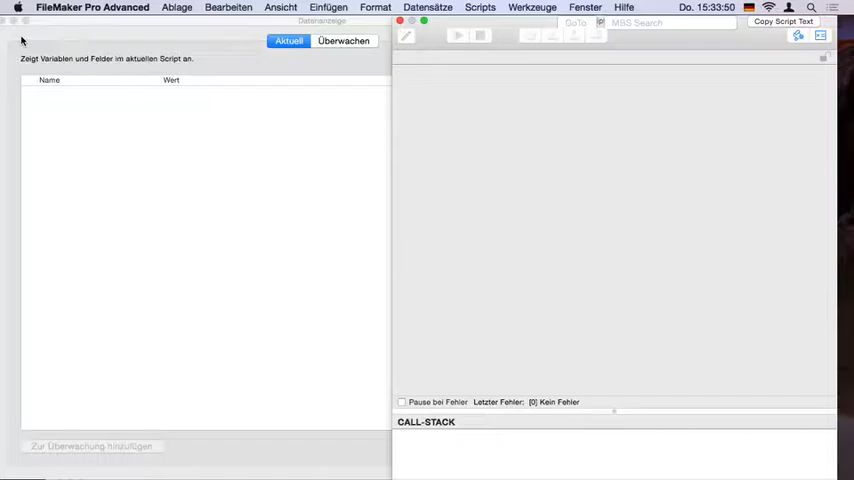 FileMaker Pro Advanced Ablage Bearbeiten Ansicht Einfügen Format Datensätze Scripts Werkzeuge Fenster Hilfe Do. 15:33:50
Datenanzeige
GoTo ip MBS Search Copy Script Text
Aktuell Überwachen
Zeigt Variablen und Felder im aktuellen Script an.
Name Wert
Pause bei Fehler Letzter Fehler: [0] Kein Fehler
CALL-STACK
Zur Überwachung hinzufügen